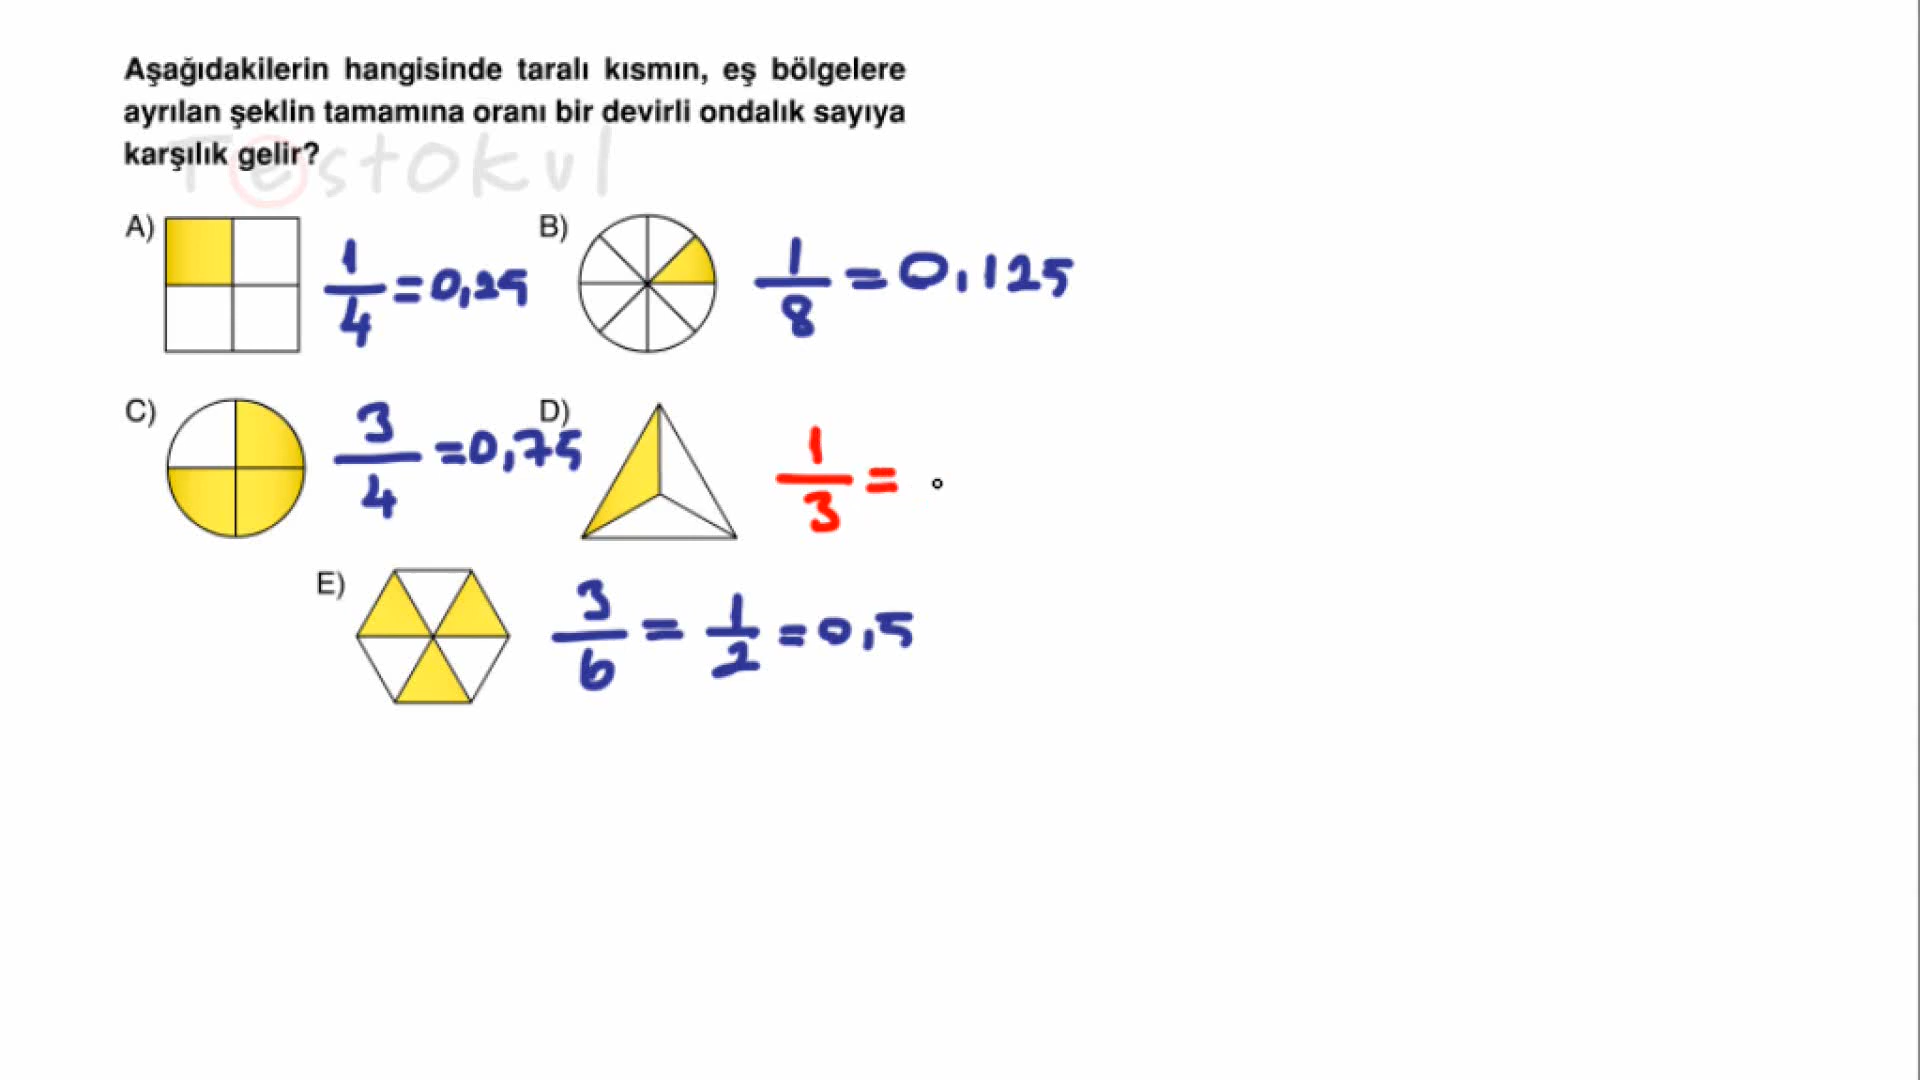 Aşağıdakilerin hangisinde taralı kısmın, eş bölgelere
ayrılan şeklin tamamına oranı bir devirli ondalık sayıya
karşılık gelir?
Testokul
A) 1/4 = 0,25
B) 1/8 = 0,125
C) 3/4 = 0,75
D) 1/3 =
E) 3/6 = 1/2 = 0,5